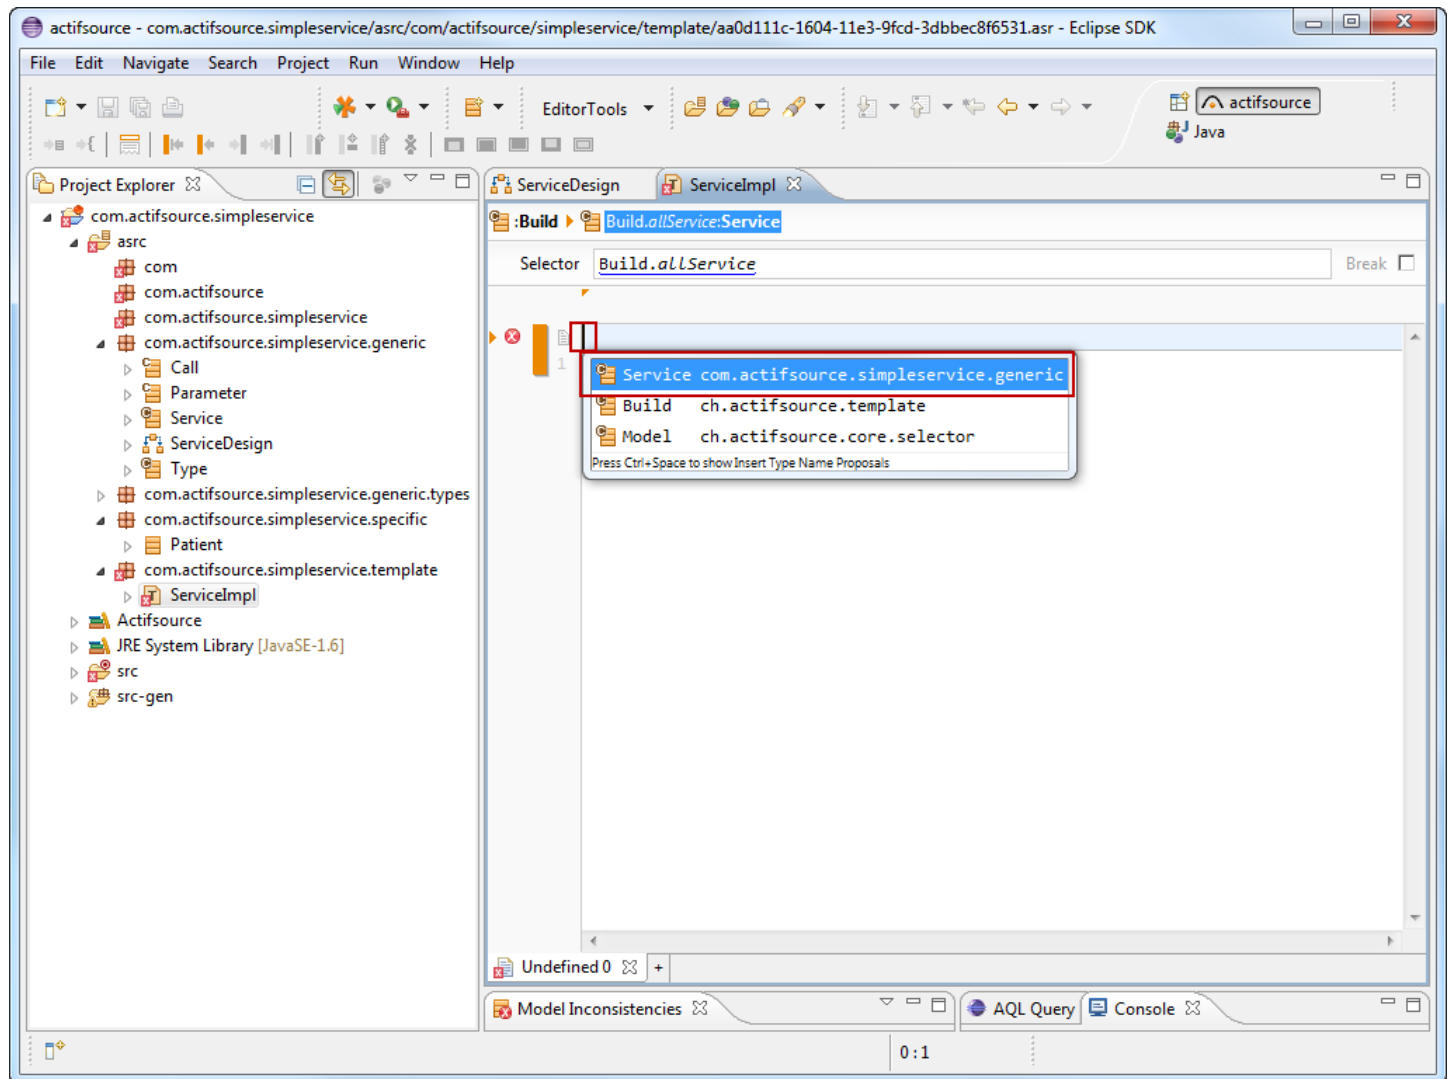 actifsource - com.actifsource.simpleservice/asrc/com/actifsource/simpleservice/template/aa0d111c-1604-11e3-9fcd-3dbbec8f6531.asr - Eclipse SDK
File Edit Navigate Search Project Run Window Help
EditorTools
actifsource
Java
Project Explorer
com.actifsource.simpleservice
asrc
com
com.actifsource
com.actifsource.simpleservice
com.actifsource.simpleservice.generic
Call
Parameter
Service
ServiceDesign
Type
com.actifsource.simpleservice.generic.types
com.actifsource.simpleservice.specific
Patient
com.actifsource.simpleservice.template
ServiceImpl
Actifsource
JRE System Library [JavaSE-1.6]
src
src-gen
ServiceDesign
ServiceImpl
:Build Build.allService:Service
Selector Build.allService Break
1
Service com.actifsource.simpleservice.generic
Build ch.actifsource.template
Model ch.actifsource.core.selector
Press Ctrl+Space to show Insert Type Name Proposals
Undefined 0 +
Model Inconsistencies
AQL Query
Console
0:1